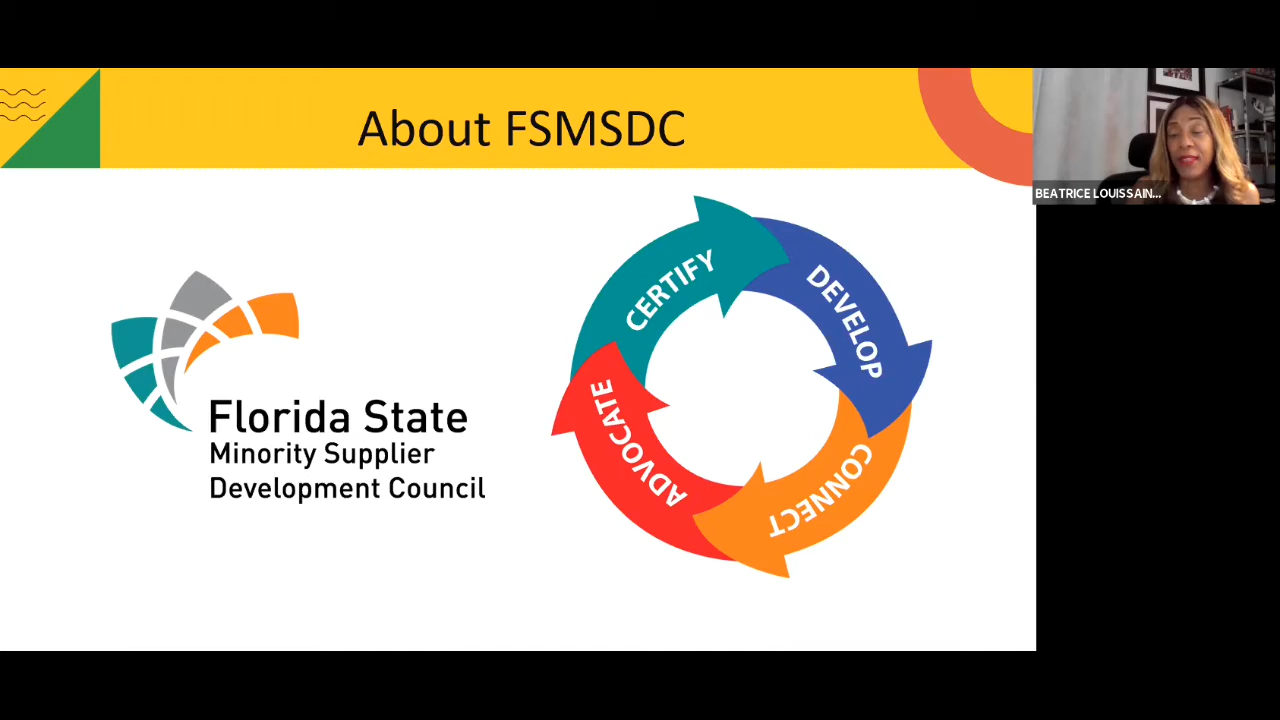 About FSMSDC
BEATRICE LOUISSAIN...
Florida State
Minority Supplier
Development Council
CERTIFY
DEVELOP
CONNECT
ADVOCATE